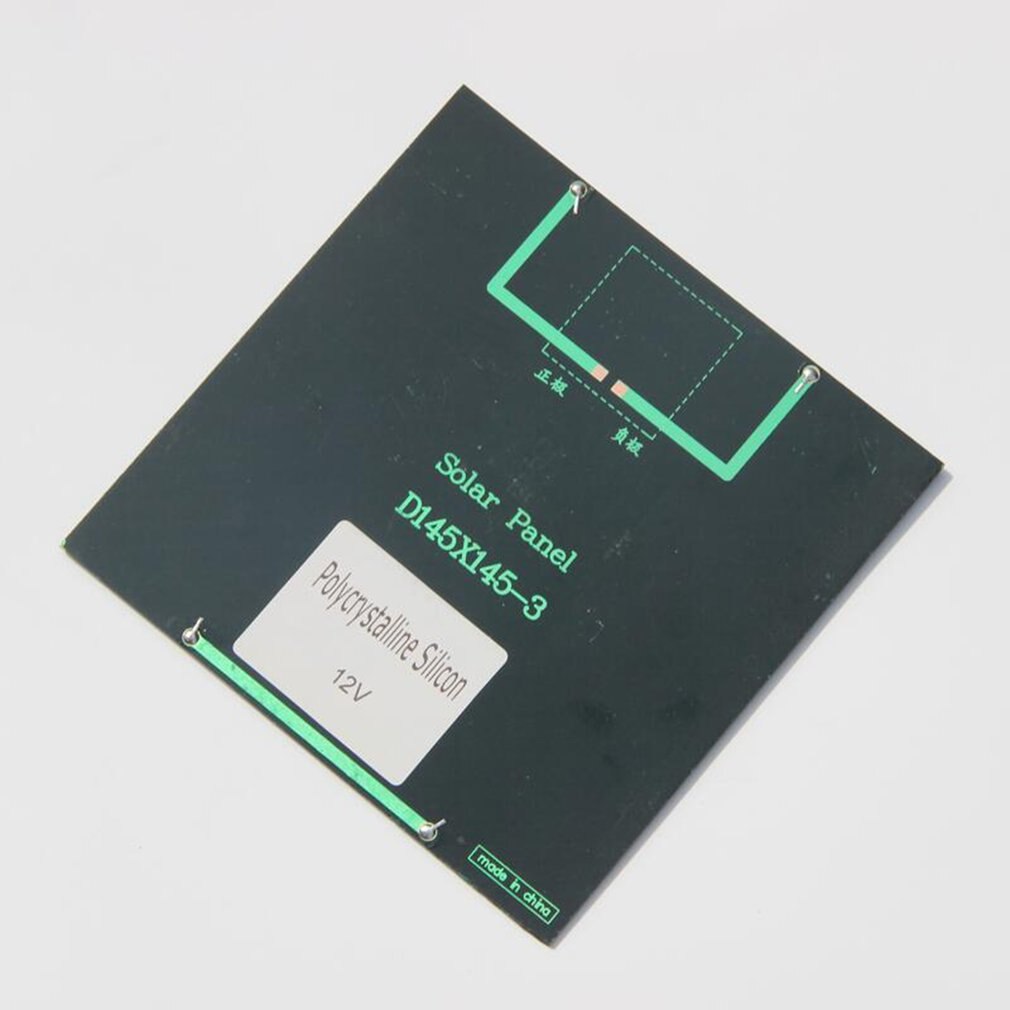 正极
负极
Solar Panel
D145X145-3
Polycrystalline Silicon
12V
made in china